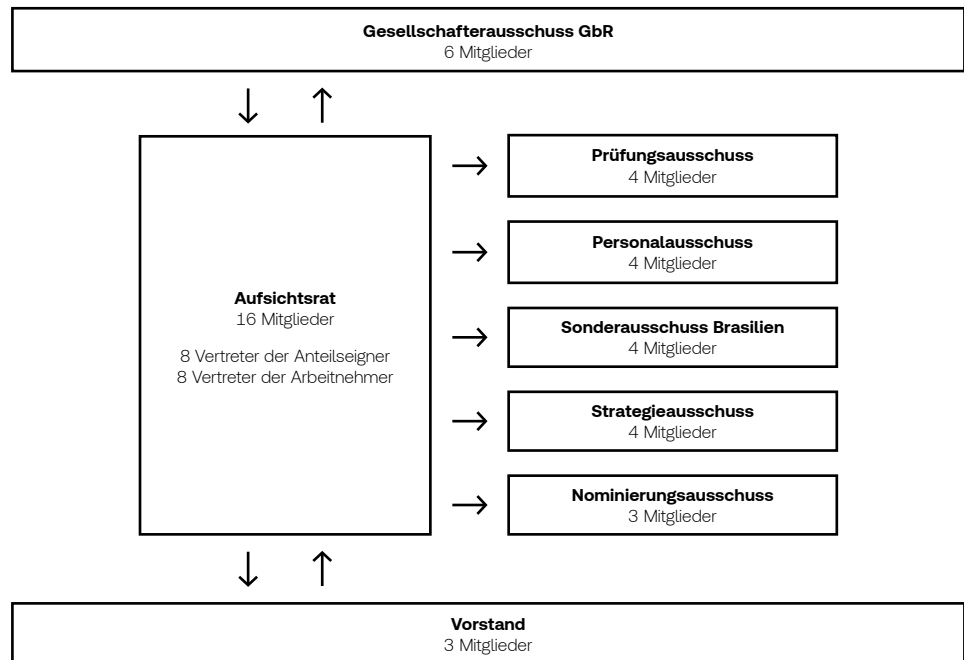 Gesellschafterausschuss GbR
6 Mitglieder
Aufsichtsrat
16 Mitglieder
8 Vertreter der Anteilseigner
8 Vertreter der Arbeitnehmer
Prüfungsausschuss
4 Mitglieder
Personalausschuss
4 Mitglieder
Sonderausschuss Brasilien
4 Mitglieder
Strategieausschuss
4 Mitglieder
Nominierungsausschuss
3 Mitglieder
Vorstand
3 Mitglieder